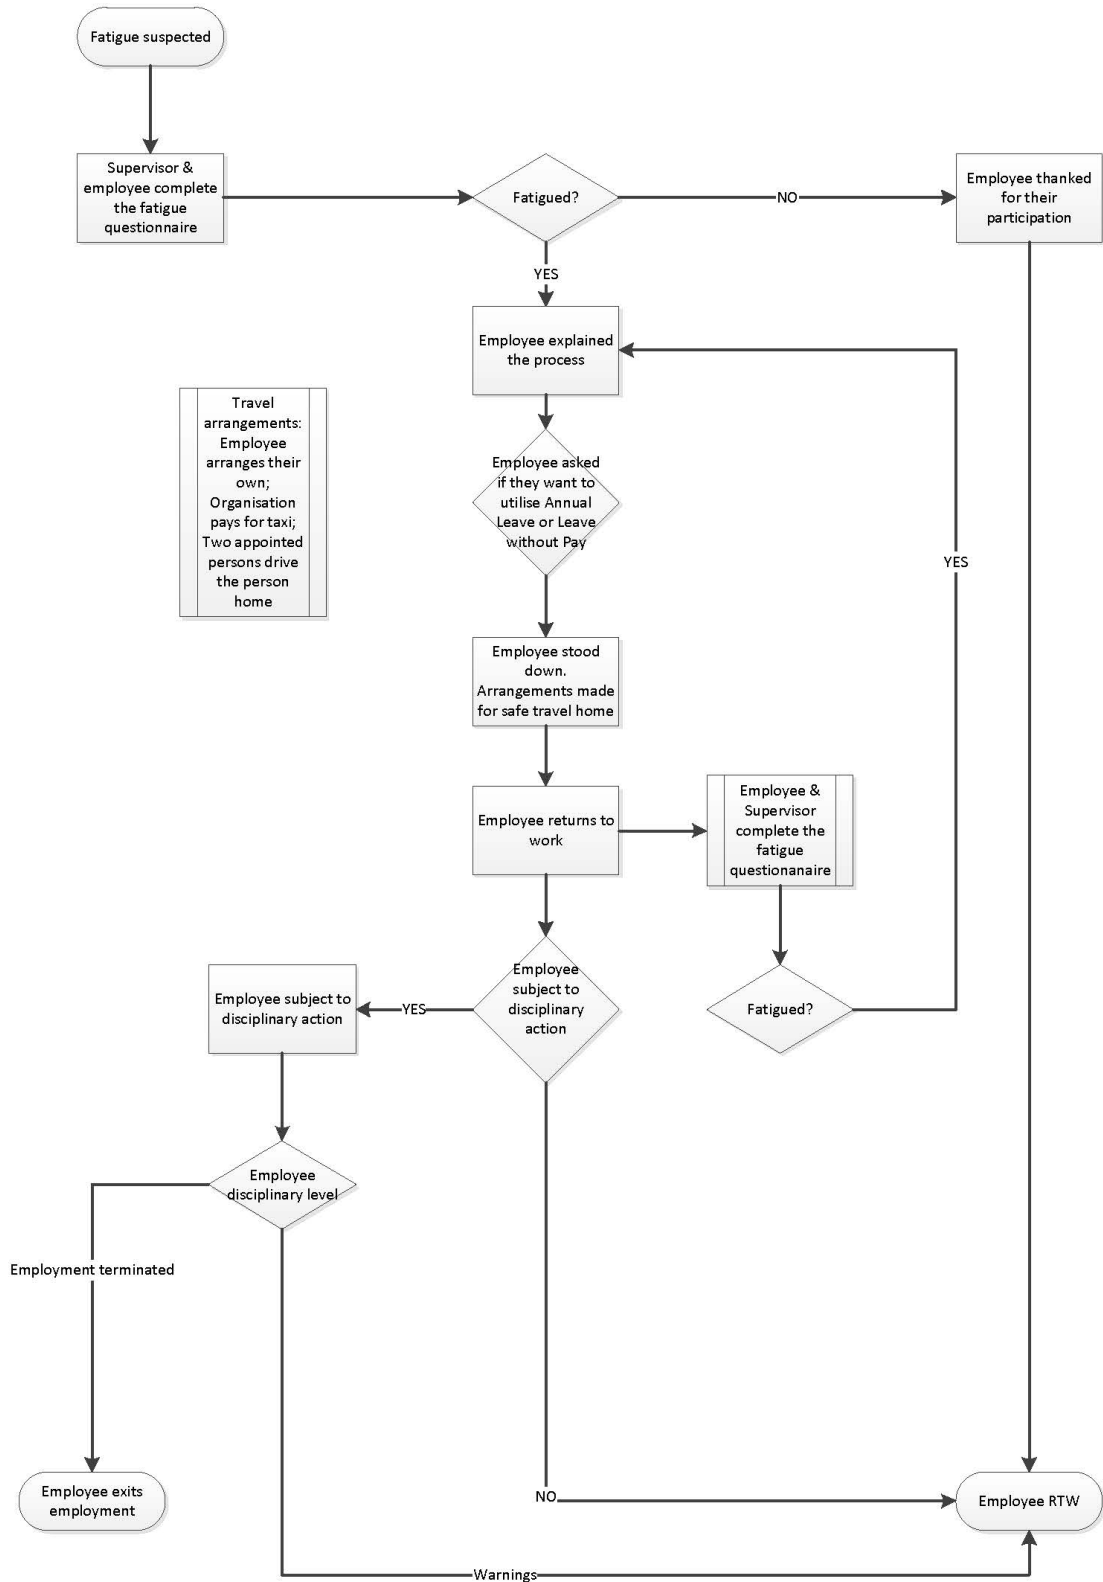 Fatigue suspected
Supervisor &
employee complete
the fatigue
questionnaire
Fatigued?
NO
Employee thanked
for their
participation
YES
Employee explained
the process
Travel
arrangements:
Employee
arranges their
own;
Organisation
pays for taxi;
Two appointed
persons drive
the person
home
Employee asked
if they want to
utilise Annual
Leave or Leave
without Pay
YES
Employee stood
down.
Arrangements made
for safe travel home
Employee returns to
work
Employee &
Supervisor
complete the
fatigue
questionanaire
Employee subject to
disciplinary action
YES
Employee
subject to
disciplinary
action
Fatigued?
Employee
disciplinary level
Employment terminated
Employee exits
employment
NO
Employee RTW
Warnings